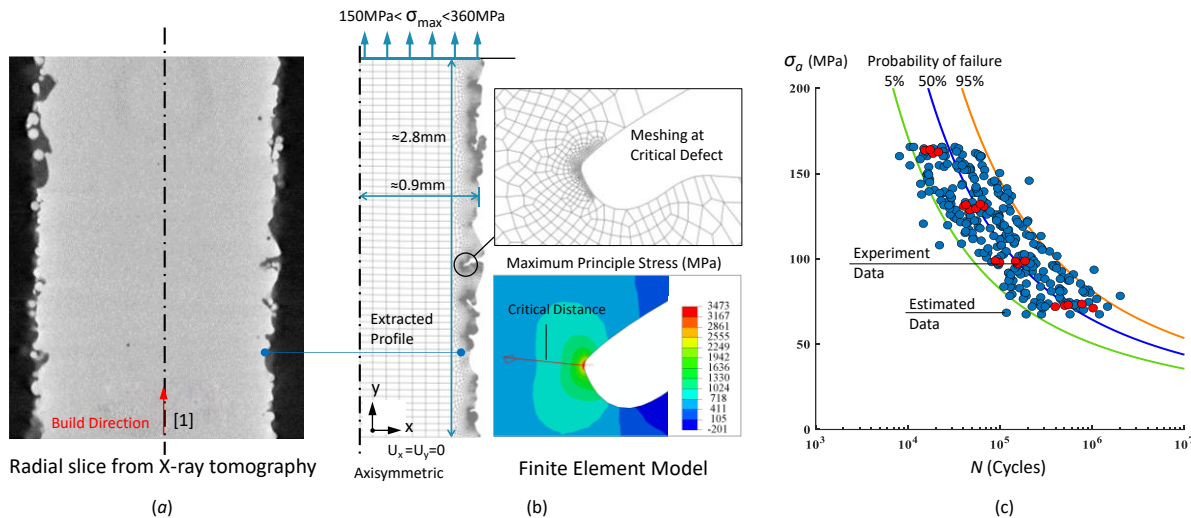 Build Direction
[1]
Radial slice from X-ray tomography
(a)
150MPa< σmax <360MPa
≈2.8mm
≈0.9mm
Meshing at
Critical Defect
Maximum Principle Stress (MPa)
Critical Distance
3473
3167
2861
2555
2249
1942
1636
1330
1024
718
411
105
-201
Extracted
Profile
y
x
Ux =Uy=0
Axisymmetric
Finite Element Model
(b)
σa (MPa)
Probability of failure
5% 50% 95%
200
150
100
50
0
Experiment
Data
Estimated
Data
10³ 10⁴ 10⁵ 10⁶ 10⁷
N (Cycles)
(c)